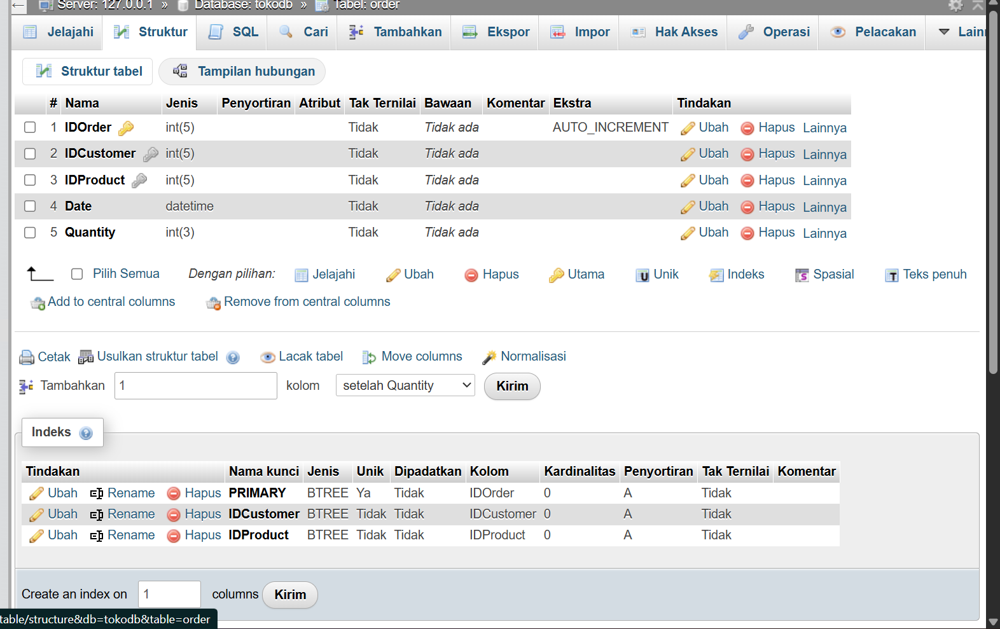 Server: 127.0.0.1 » Database: tokodb » Tabel: order
Jelajahi Struktur SQL Cari Tambahkan Ekspor Impor Hak Akses Operasi Pelacakan Lainn
Struktur tabel Tampilan hubungan
# Nama Jenis Penyortiran Atribut Tak Ternilai Bawaan Komentar Ekstra Tindakan
1 IDOrder int(5) Tidak Tidak ada AUTO_INCREMENT Ubah Hapus Lainnya
2 IDCustomer int(5) Tidak Tidak ada Ubah Hapus Lainnya
3 IDProduct int(5) Tidak Tidak ada Ubah Hapus Lainnya
4 Date datetime Tidak Tidak ada Ubah Hapus Lainnya
5 Quantity int(3) Tidak Tidak ada Ubah Hapus Lainnya
Pilih Semua Dengan pilihan: Jelajahi Ubah Hapus Utama Unik Indeks Spasial Teks penuh
Add to central columns Remove from central columns
Cetak Usulkan struktur tabel Lacak tabel Move columns Normalisasi
Tambahkan 1 kolom setelah Quantity Kirim
Indeks
Tindakan Nama kunci Jenis Unik Dipadatkan Kolom Kardinalitas Penyortiran Tak Ternilai Komentar
Ubah Rename Hapus PRIMARY BTREE Ya Tidak IDOrder 0 A Tidak
Ubah Rename Hapus IDCustomer BTREE Tidak Tidak IDCustomer 0 A Tidak
Ubah Rename Hapus IDProduct BTREE Tidak Tidak IDProduct 0 A Tidak
Create an index on 1 columns Kirim
table/structure&db=tokodb&table=order